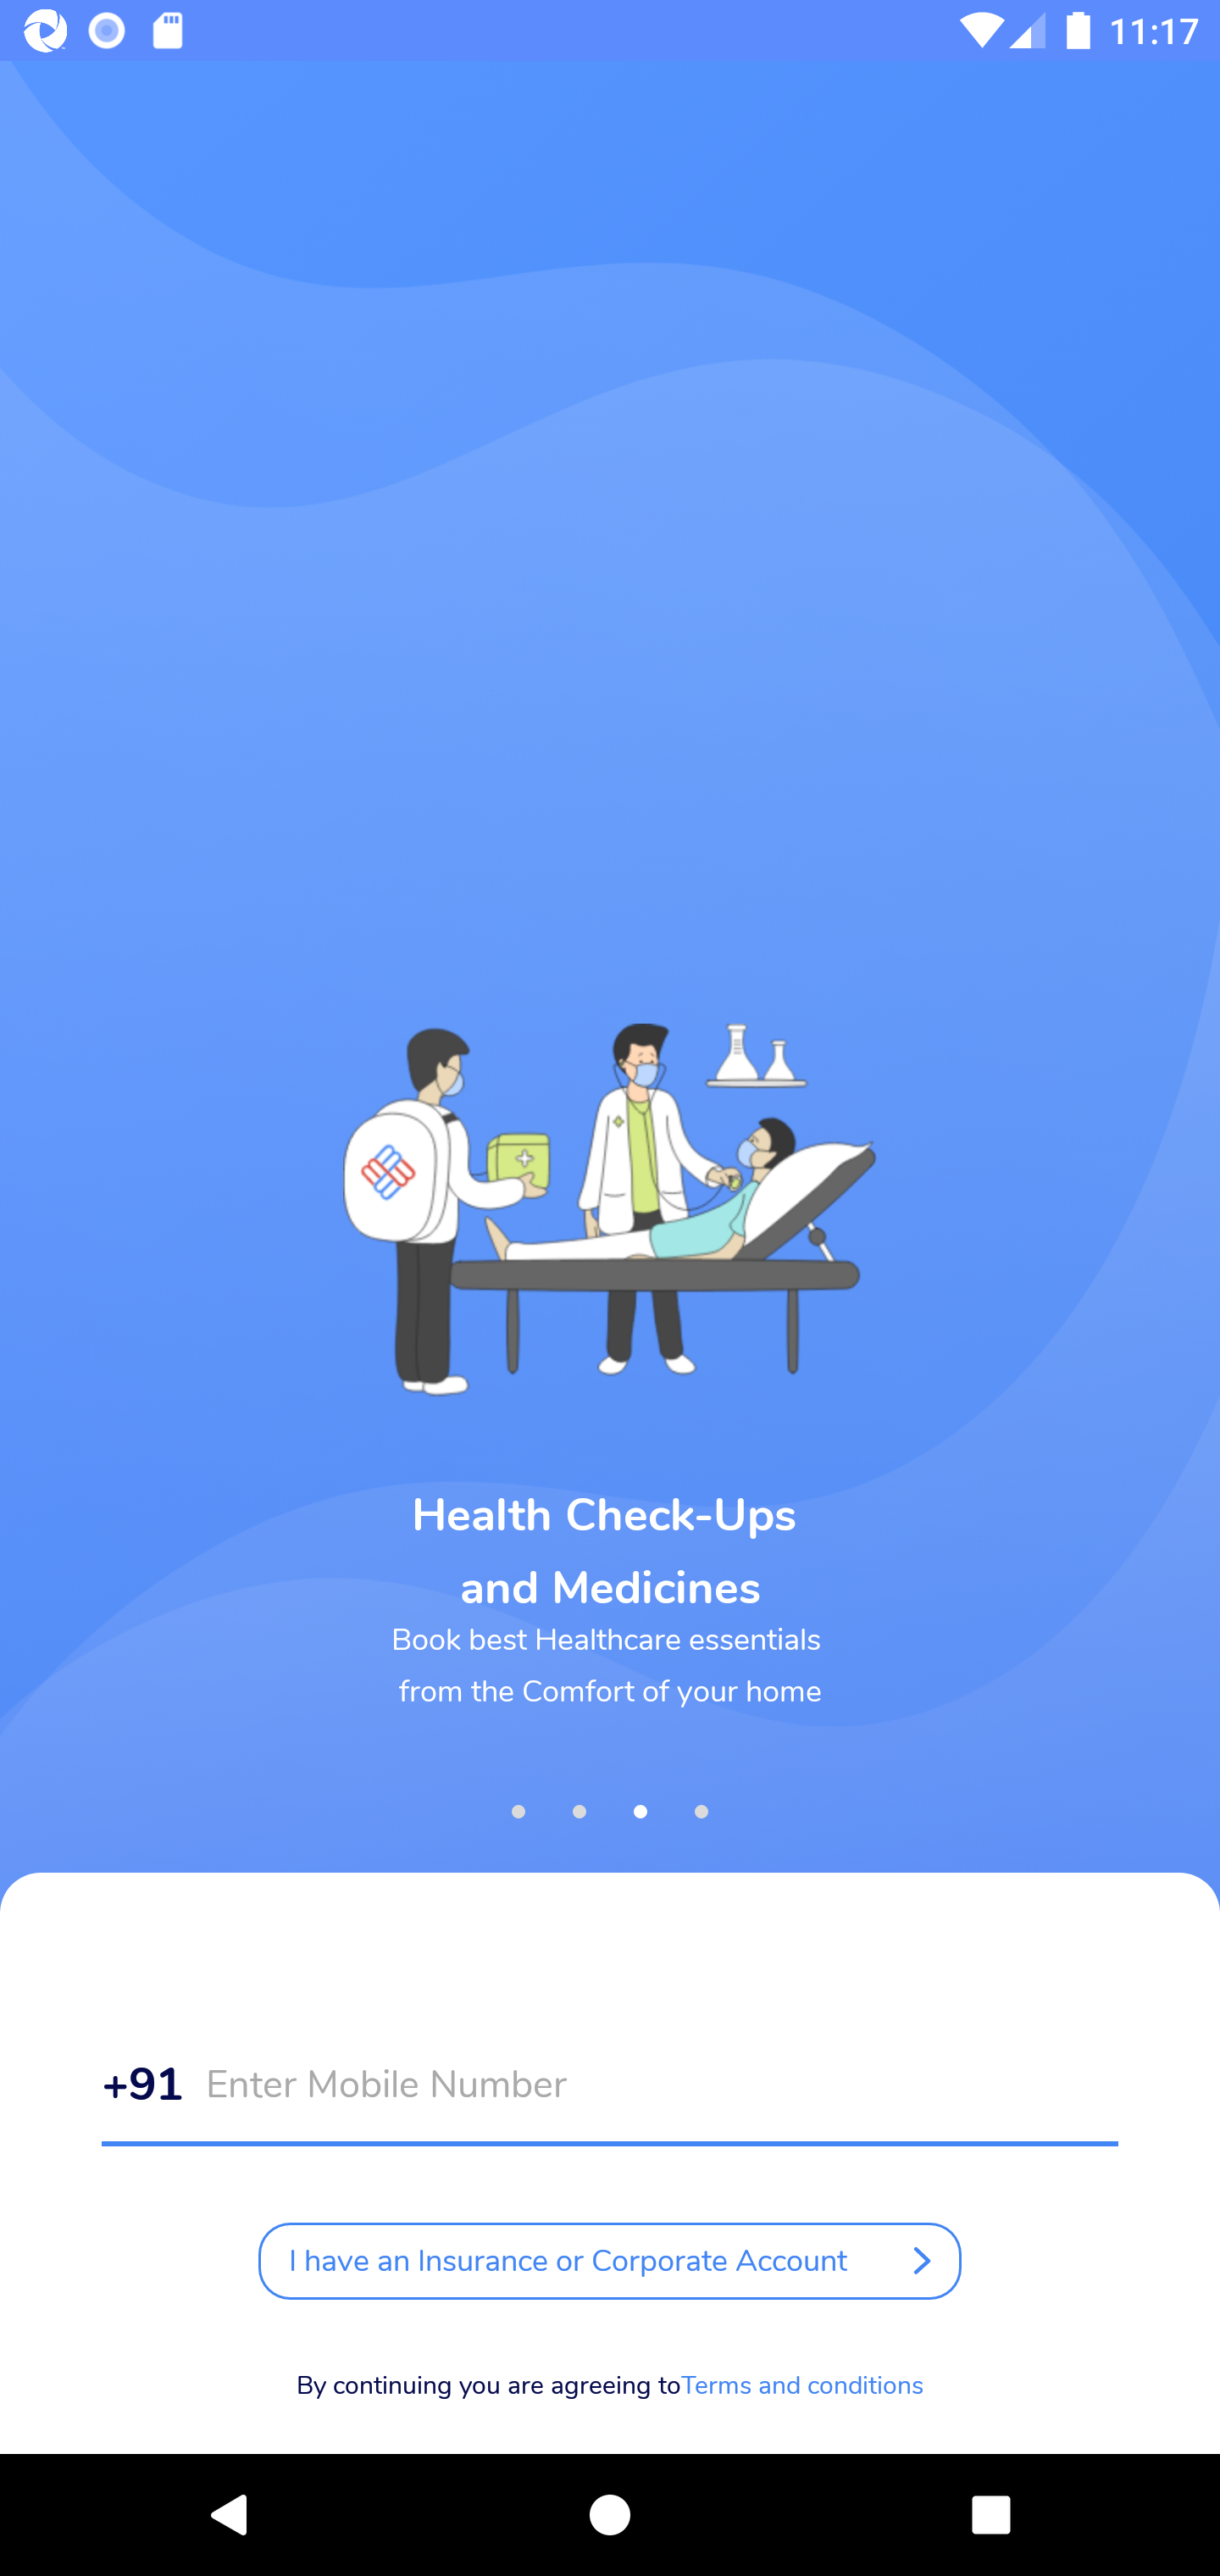 11:17
Health Check-Ups
and Medicines
Book best Healthcare essentials
from the Comfort of your home
+91 Enter Mobile Number
I have an Insurance or Corporate Account
By continuing you are agreeing toTerms and conditions